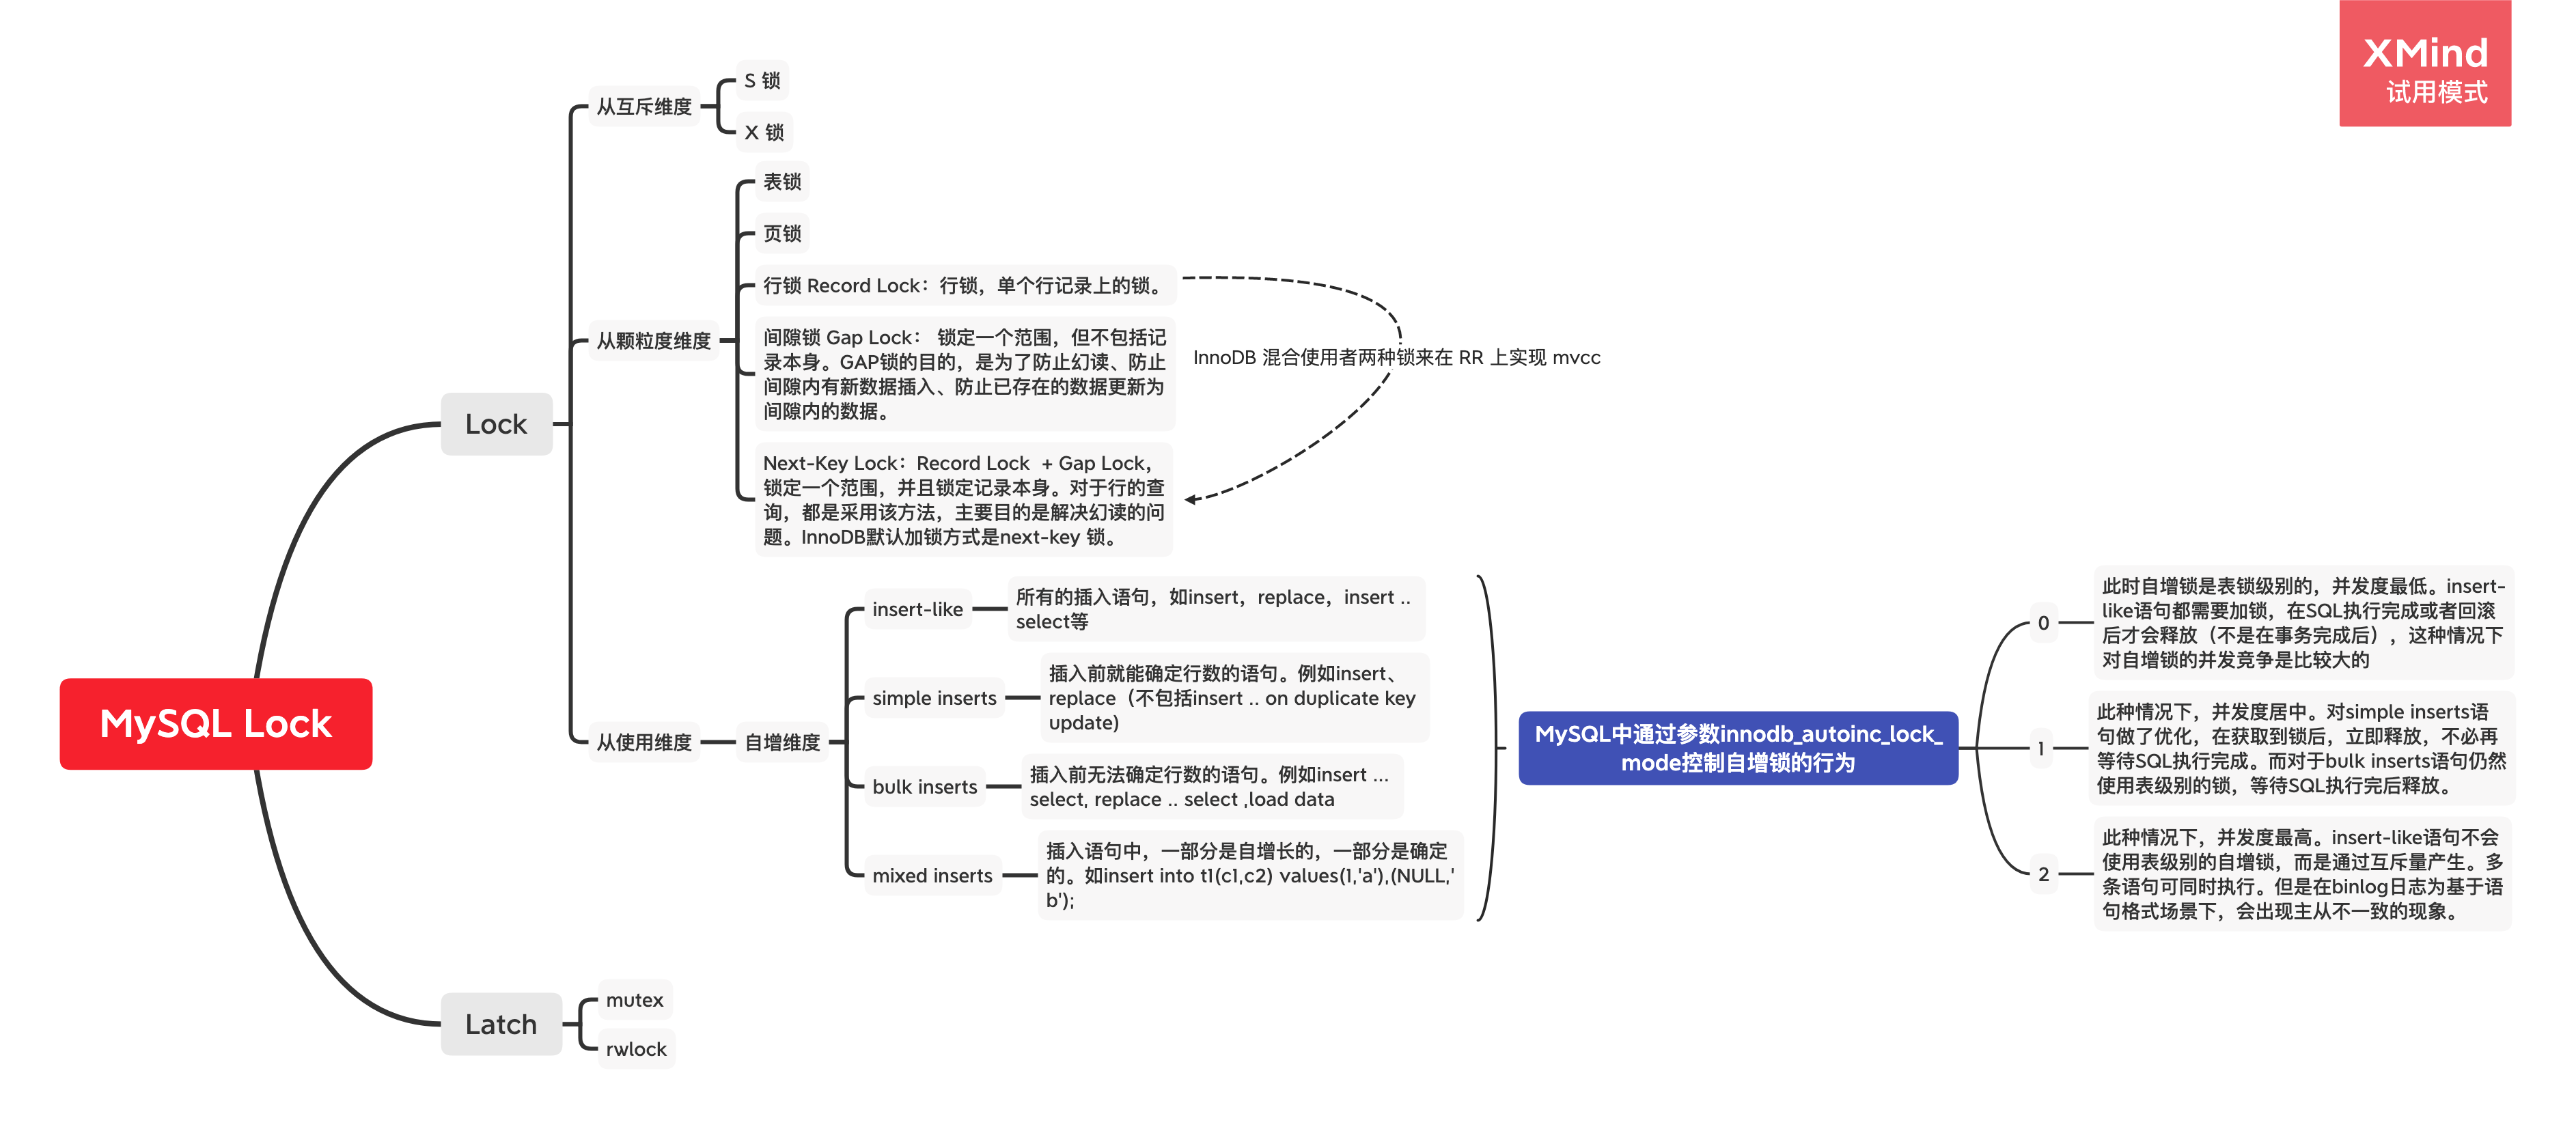 XMind
试用模式
MySQL Lock
Lock
从互斥维度
S 锁
X 锁
从颗粒度维度
表锁
页锁
行锁 Record Lock：行锁，单个行记录上的锁。
间隙锁 Gap Lock： 锁定一个范围，但不包括记
录本身。GAP锁的目的，是为了防止幻读、防止
间隙内有新数据插入、防止已存在的数据更新为
间隙内的数据。
Next-Key Lock：Record Lock + Gap Lock，
锁定一个范围，并且锁定记录本身。对于行的查
询，都是采用该方法，主要目的是解决幻读的问
题。InnoDB默认加锁方式是next-key 锁。
InnoDB 混合使用者两种锁来在 RR 上实现 mvcc
从使用维度
自增维度
insert-like
所有的插入语句，如insert，replace，insert ..
select等
simple inserts
插入前就能确定行数的语句。例如insert、
replace（不包括insert .. on duplicate key
update)
bulk inserts
插入前无法确定行数的语句。例如insert ...
select, replace .. select ,load data
mixed inserts
插入语句中，一部分是自增长的，一部分是确定
的。如insert into t1(c1,c2) values(1,'a'),(NULL,'
b');
MySQL中通过参数innodb_autoinc_lock_
mode控制自增锁的行为
0
此时自增锁是表锁级别的，并发度最低。insert-
like语句都需要加锁，在SQL执行完成或者回滚
后才会释放（不是在事务完成后），这种情况下
对自增锁的并发竞争是比较大的
1
此种情况下，并发度居中。对simple inserts语
句做了优化，在获取到锁后，立即释放，不必再
等待SQL执行完成。而对于bulk inserts语句仍然
使用表级别的锁，等待SQL执行完后释放。
2
此种情况下，并发度最高。insert-like语句不会
使用表级别的自增锁，而是通过互斥量产生。多
条语句可同时执行。但是在binlog日志为基于语
句格式场景下，会出现主从不一致的现象。
Latch
mutex
rwlock